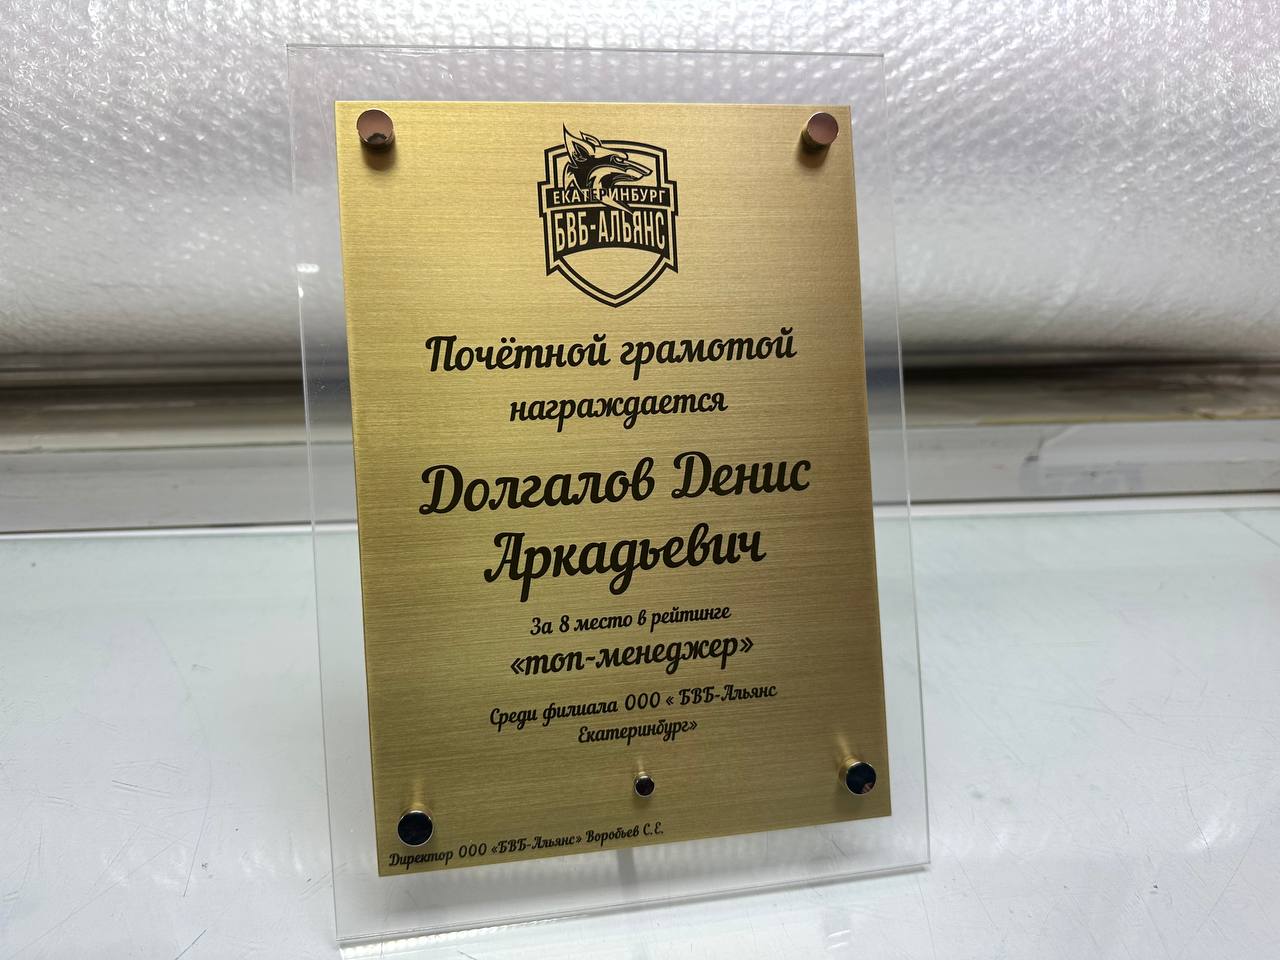 ЕКАТЕРИНБУРГ
БВБ-АЛЬЯНС
Почётной грамотой
награждается
Долгалов Денис
Аркадьевич
За 8 место в рейтинге
«топ-менеджер»
Среди филиала ООО « БВБ-Альянс
Екатеринбург»
Директор ООО «БВБ-Альянс» Воробьев С.Е.